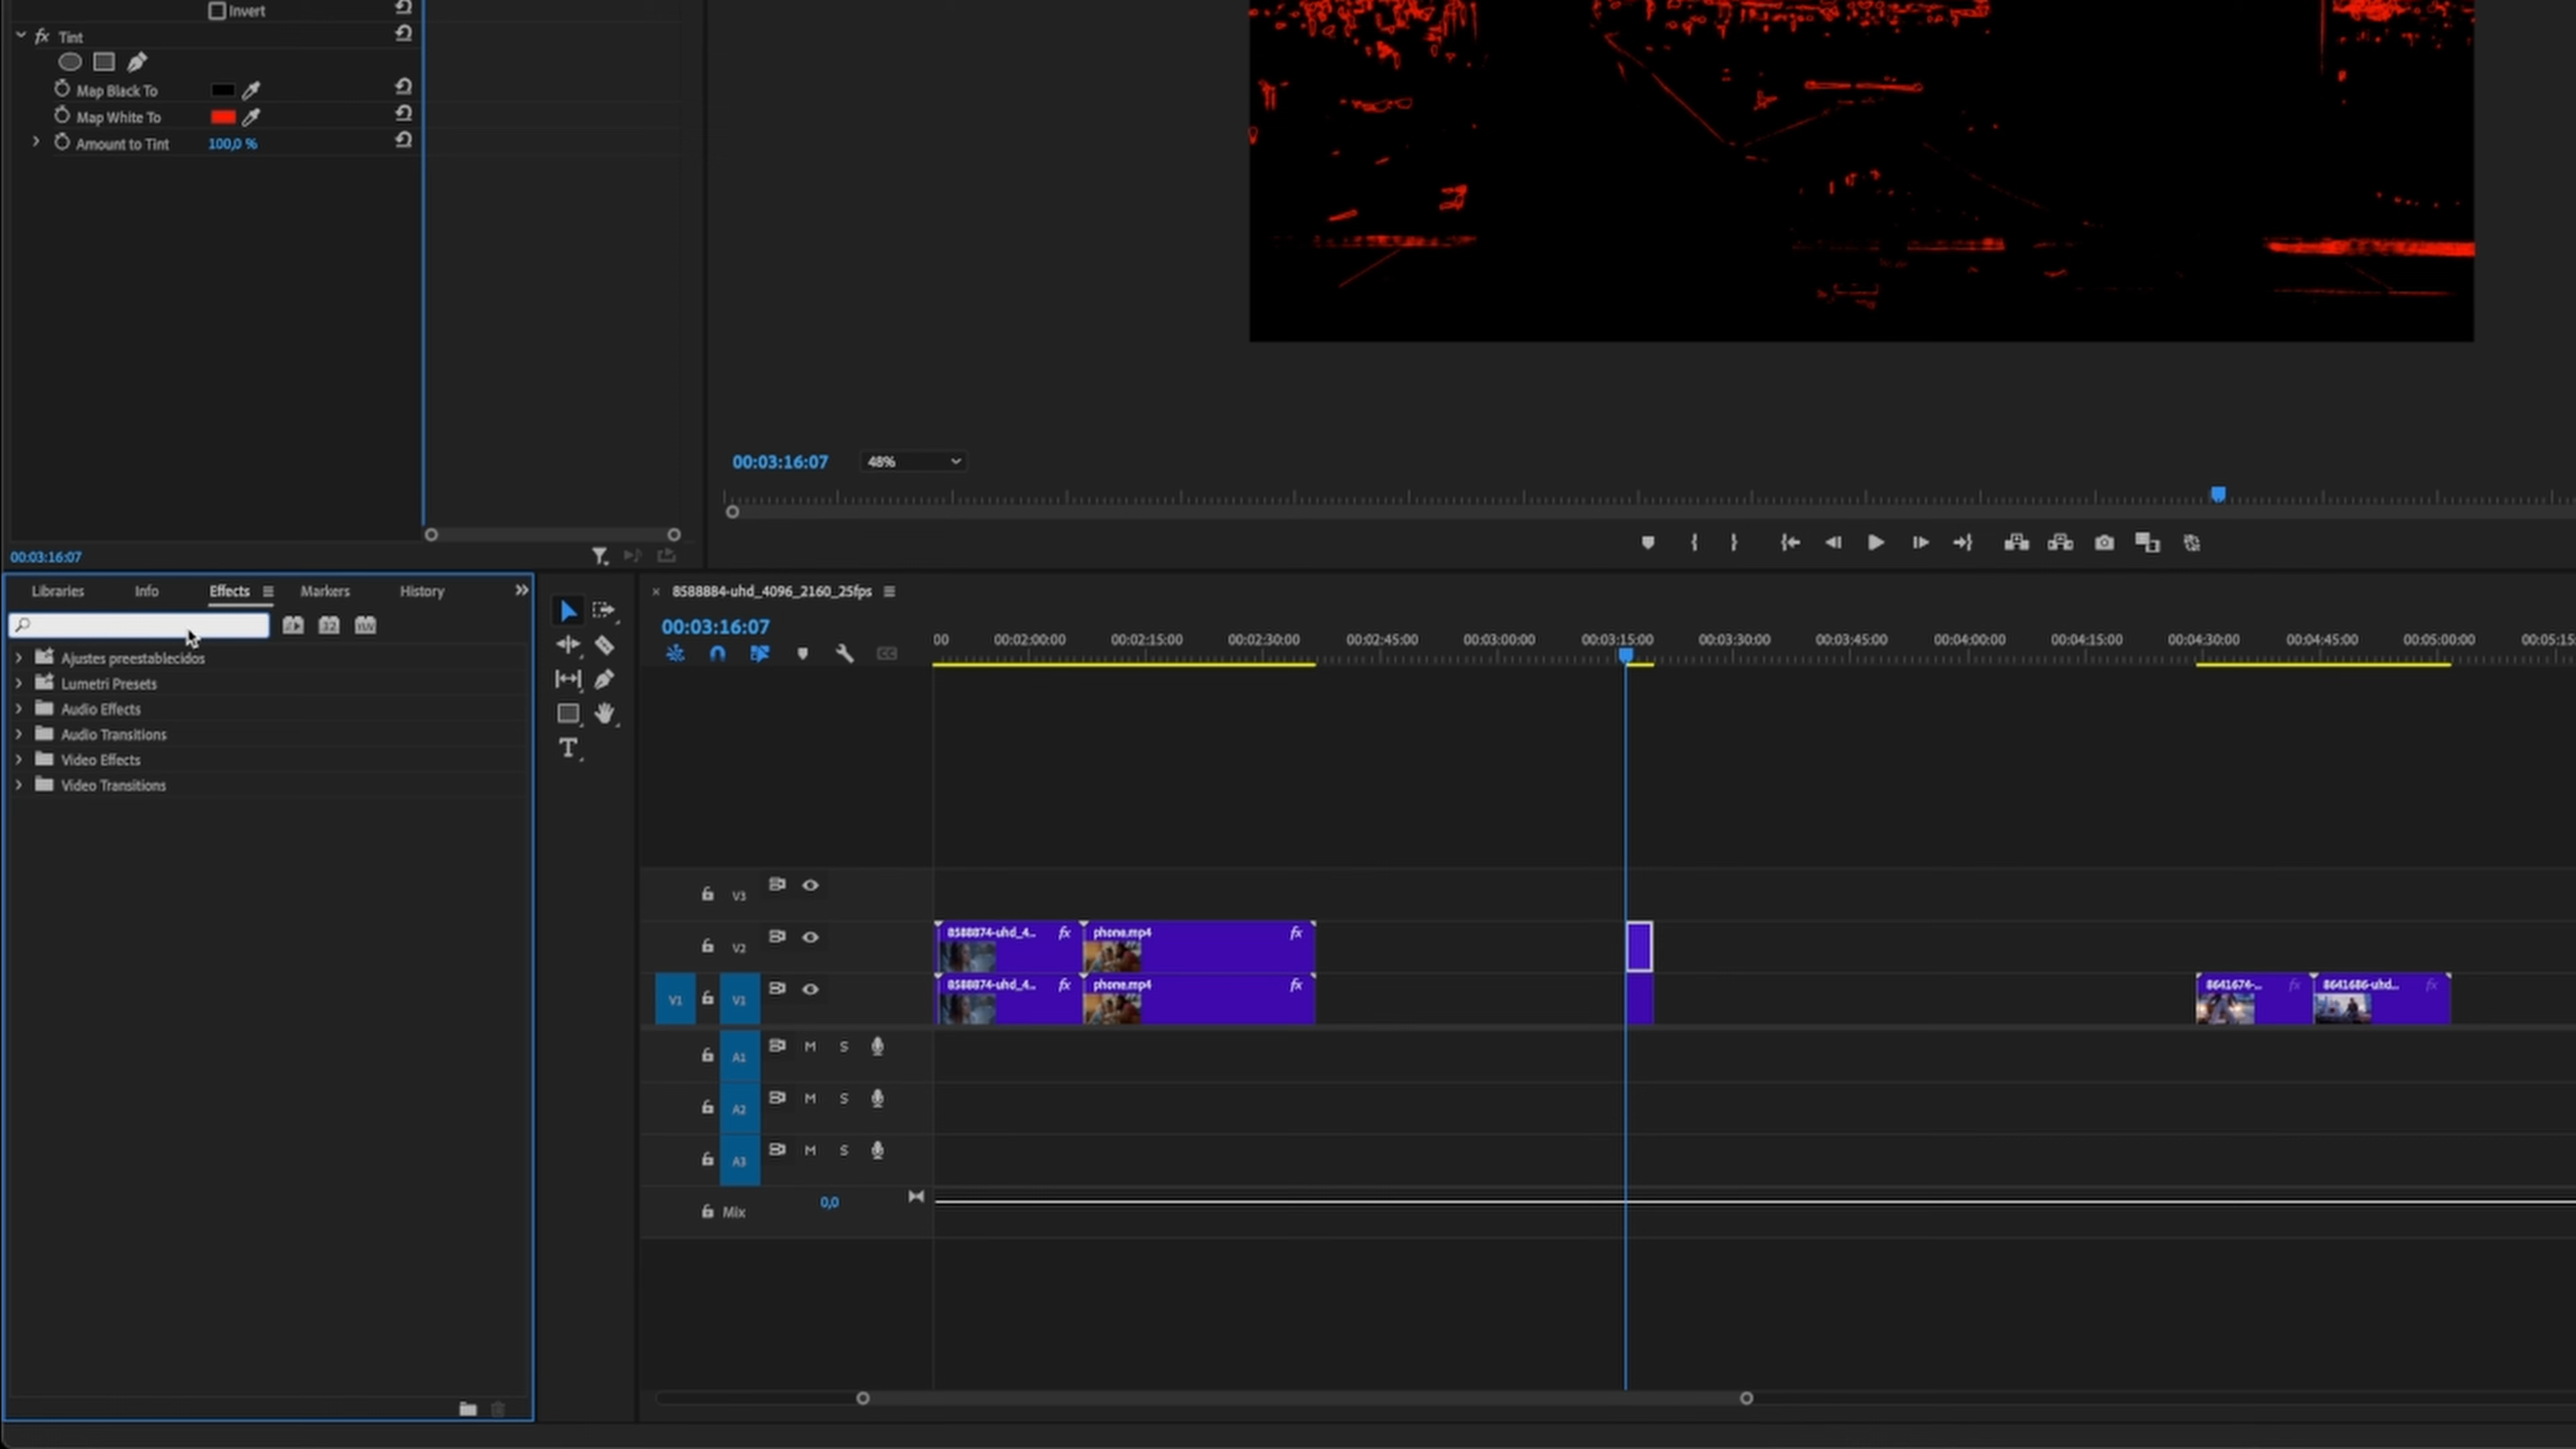 Invert
fx Tint
Map Black To
Map White To
Amount to Tint 100,0 %
00:03:16:07 48%
00:03:16:07
Libraries Info Effects Markers History
8588884-uhd_4096_2160_25fps
00:03:16:07
00 00:02:00:00 00:02:15:00 00:02:30:00 00:02:45:00 00:03:00:00 00:03:15:00 00:03:30:00 00:03:45:00 00:04:00:00 00:04:15:00 00:04:30:00 00:04:45:00 00:05:00:00 00:05:15:
Ajustes preestablecidos
Lumetri Presets
Audio Effects
Audio Transitions
Video Effects
Video Transitions
V3
V2 8588874-uhd_4... fx phone.mp4 fx
V1 V1 8588874-uhd_4... fx phone.mp4 fx 8641674-... fx 8641686-uhd... fx
A1 M S
A2 M S
A3 M S
Mix 0,0